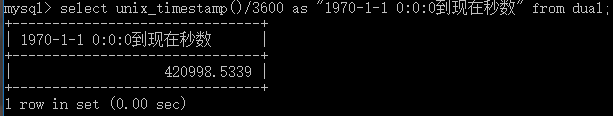 mysql> select unix_timestamp()/3600 as "1970-1-1 0:0:0到现在秒数" from dual;
+-----------------------------+
| 1970-1-1 0:0:0到现在秒数 |
+-----------------------------+
| 420998.5339 |
+-----------------------------+
1 row in set (0.00 sec)